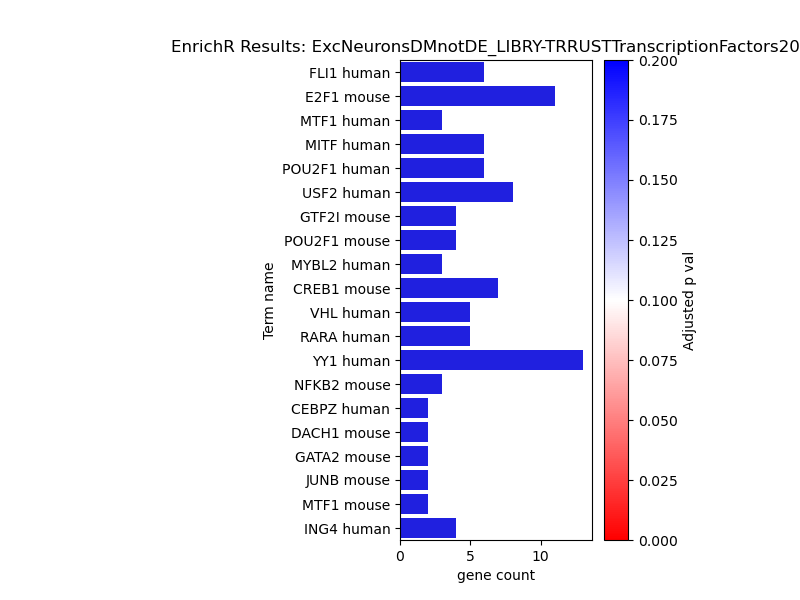 EnrichR Results: ExcNeuronsDMnotDE_LIBRY-TRRUSTTranscriptionFactors20
Term name
FLI1 human
E2F1 mouse
MTF1 human
MITF human
POU2F1 human
USF2 human
GTF2I mouse
POU2F1 mouse
MYBL2 human
CREB1 mouse
VHL human
RARA human
YY1 human
NFKB2 mouse
CEBPZ human
DACH1 mouse
GATA2 mouse
JUNB mouse
MTF1 mouse
ING4 human
0 5 10
gene count
0.200
0.175
0.150
0.125
0.100
0.075
0.050
0.025
0.000
Adjusted p val